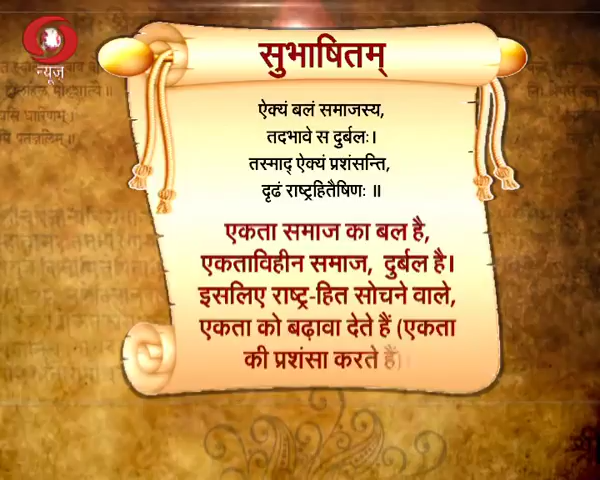 न्यूज़
सुभाषितम्
ऐक्यं बलं समाजस्य,
तदभावे स दुर्बलः।
तस्माद् ऐक्यं प्रशंसन्ति,
दृढं राष्ट्रहितैषिणः ॥
एकता समाज का बल है,
एकताविहीन समाज, दुर्बल है।
इसलिए राष्ट्र-हित सोचने वाले,
एकता को बढ़ावा देते हैं (एकता
की प्रशंसा करते हैं)